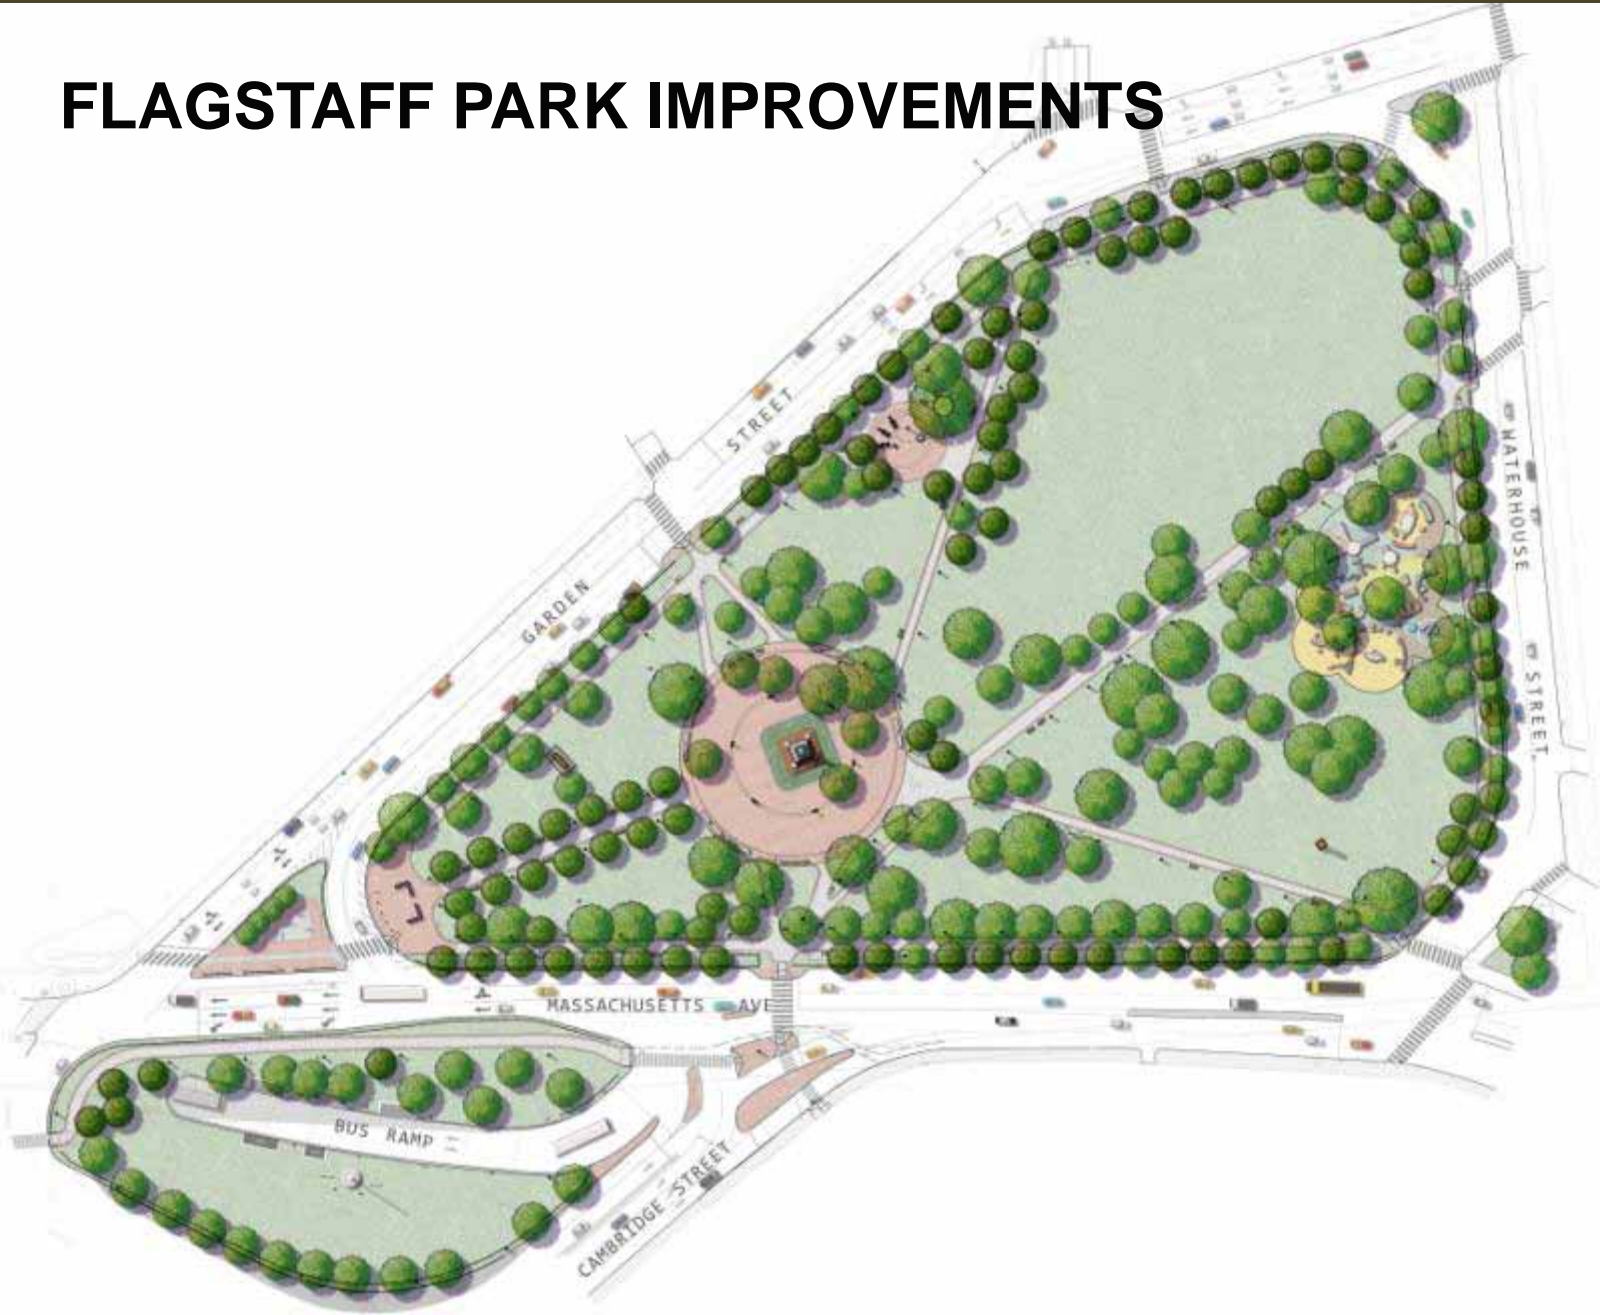 FLAGSTAFF PARK IMPROVEMENTS
GARDEN STREET
WATERHOUSE STREET
MASSACHUSETTS AVE
BUS RAMP
CAMBRIDGE STREET